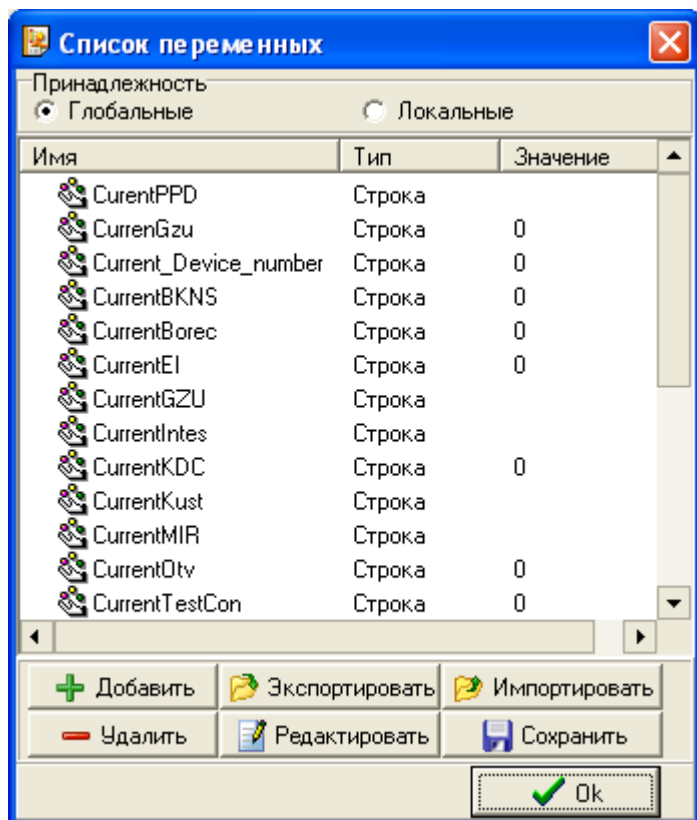 Список переменных
Принадлежность
Глобальные Локальные
Имя Тип Значение
CurentPPD Строка
CurrenGzu Строка 0
Current_Device_number Строка 0
CurrentBKNS Строка 0
CurrentBorec Строка 0
CurrentEl Строка 0
CurrentGZU Строка
CurrentIntes Строка
CurrentKDC Строка 0
CurrentKust Строка
CurrentMIR Строка
CurrentOtv Строка 0
CurrentTestCon Строка 0
Добавить Экспортировать Импортировать
Удалить Редактировать Сохранить
Ok